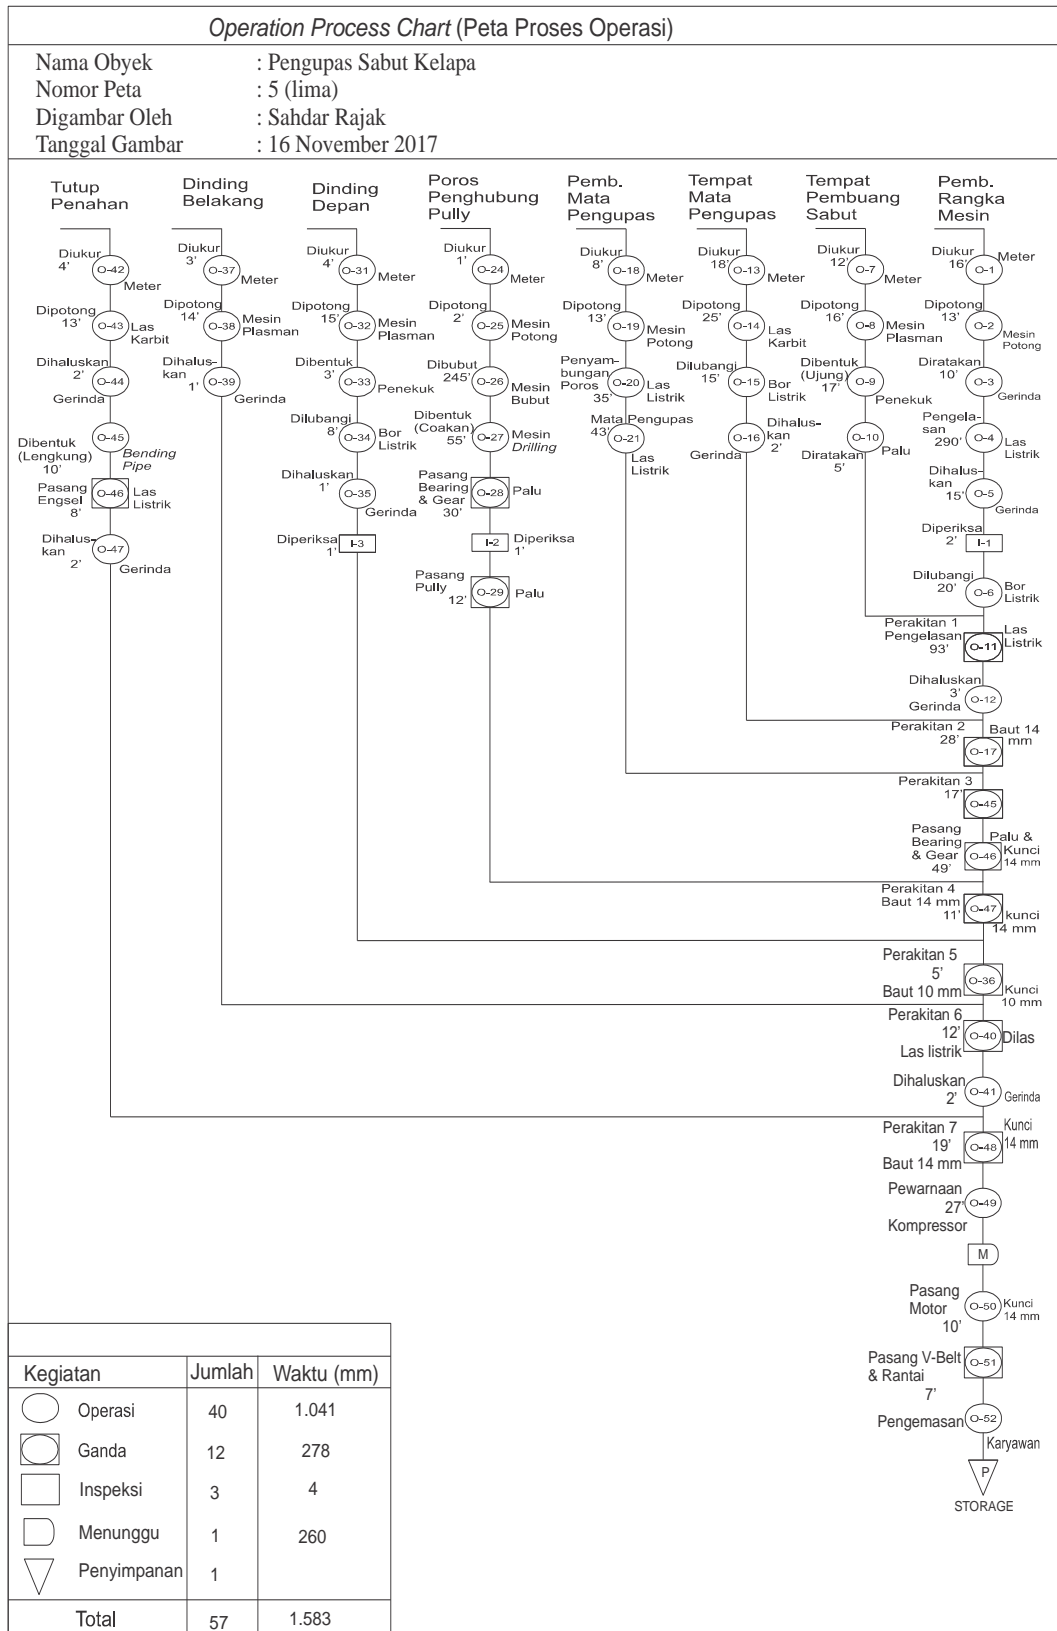 Operation Process Chart (Peta Proses Operasi)
Nama Obyek : Pengupas Sabut Kelapa
Nomor Peta : 5 (lima)
Digambar Oleh : Sahdar Rajak
Tanggal Gambar : 16 November 2017
Tutup
Penahan
Diukur
4'
O-42
Meter
Dipotong
13'
O-43
Las
Karbit
Dihaluskan
2'
O-44
Gerinda
Dibentuk
(Lengkung)
10'
O-45
Bending
Pipe
Pasang
Engsel
8'
O-46
Las
Listrik
Dihalus-
kan
2'
O-47
Gerinda
Dinding
Belakang
Diukur
3'
O-37
Meter
Dipotong
14'
O-38
Mesin
Plasman
Dihalus-
kan
1'
O-39
Gerinda
Dinding
Depan
Diukur
4'
O-31
Meter
Dipotong
15'
O-32
Mesin
Plasman
Dibentuk
3'
O-33
Penekuk
Dilubangi
8'
O-34
Bor
Listrik
Dihaluskan
1'
O-35
Gerinda
Diperiksa
1'
I-3
Poros
Penghubung
Pully
Diukur
1'
O-24
Meter
Dipotong
2'
O-25
Mesin
Potong
Dibubut
245'
O-26
Mesin
Bubut
Dibentuk
(Coakan)
55'
O-27
Mesin
Drilling
Pasang
Bearing
& Gear
30'
O-28
Palu
I-2
Diperiksa
1'
Pasang
Pully
12'
O-29
Palu
Pemb.
Mata
Pengupas
Diukur
8'
O-18
Meter
Dipotong
13'
O-19
Mesin
Potong
Penyam-
bungan
Poros
35'
O-20
Las
Listrik
Mata Pengupas
43'
O-21
Las
Listrik
Tempat
Mata
Pengupas
Diukur
18'
O-13
Meter
Dipotong
25'
O-14
Las
Karbit
Dilubangi
15'
O-15
Bor
Listrik
O-16
Dihalus-
kan
2'
Gerinda
Tempat
Pembuang
Sabut
Diukur
12'
O-7
Meter
Dipotong
16'
O-8
Mesin
Plasman
Dibentuk
(Ujung)
17'
O-9
Penekuk
O-10
Palu
Diratakan
5'
Pemb.
Rangka
Mesin
Diukur
16'
O-1
Meter
Dipotong
13'
O-2
Mesin
Potong
Diratakan
10'
O-3
Gerinda
Pengela-
san
290'
O-4
Las
Listrik
Dihalus-
kan
15'
O-5
Gerinda
Diperiksa
2'
I-1
Dilubangi
20'
O-6
Bor
Listrik
Perakitan 1
Pengelasan
93'
O-11
Las
Listrik
Dihaluskan
3'
Gerinda
O-12
Perakitan 2
28'
O-17
Baut 14
mm
Perakitan 3
17'
O-45
Pasang
Bearing
& Gear
49'
O-46
Palu &
Kunci
14 mm
Perakitan 4
Baut 14 mm
11'
O-47
kunci
14 mm
Perakitan 5
5'
Baut 10 mm
O-36
Kunci
10 mm
Perakitan 6
12'
Las listrik
O-40
Dilas
Dihaluskan
2'
O-41
Gerinda
Perakitan 7
19'
Baut 14 mm
O-48
Kunci
14 mm
Pewarnaan
27'
Kompressor
O-49
M
Pasang
Motor
10'
O-50
Kunci
14 mm
Pasang V-Belt
& Rantai
7'
O-51
Pengemasan
O-52
Karyawan
P
STORAGE
Kegiatan Jumlah Waktu (mm)
Operasi 40 1.041
Ganda 12 278
Inspeksi 3 4
Menunggu 1 260
Penyimpanan 1
Total 57 1.583